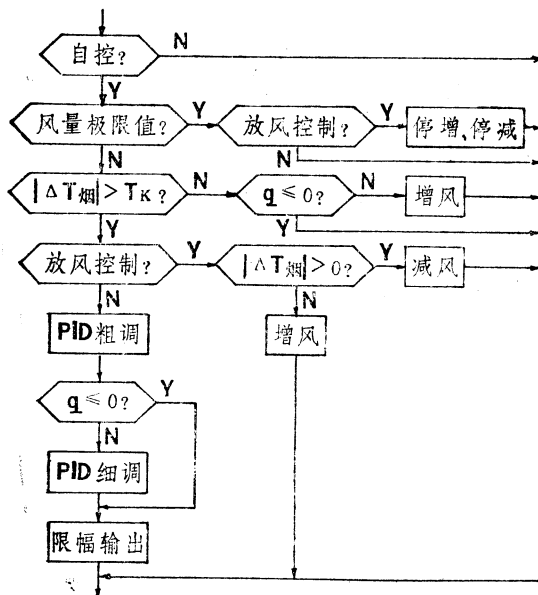 自控? N
Y
风量极限值? Y 放风控制? Y 停增、停减
N N
|ΔT烟|>TK? N q≤0? N 增风
Y Y
放风控制? Y |ΔT烟|>0? Y 减风
N N
PID粗调 增风
q≤0? Y
N
PID细调
限幅输出